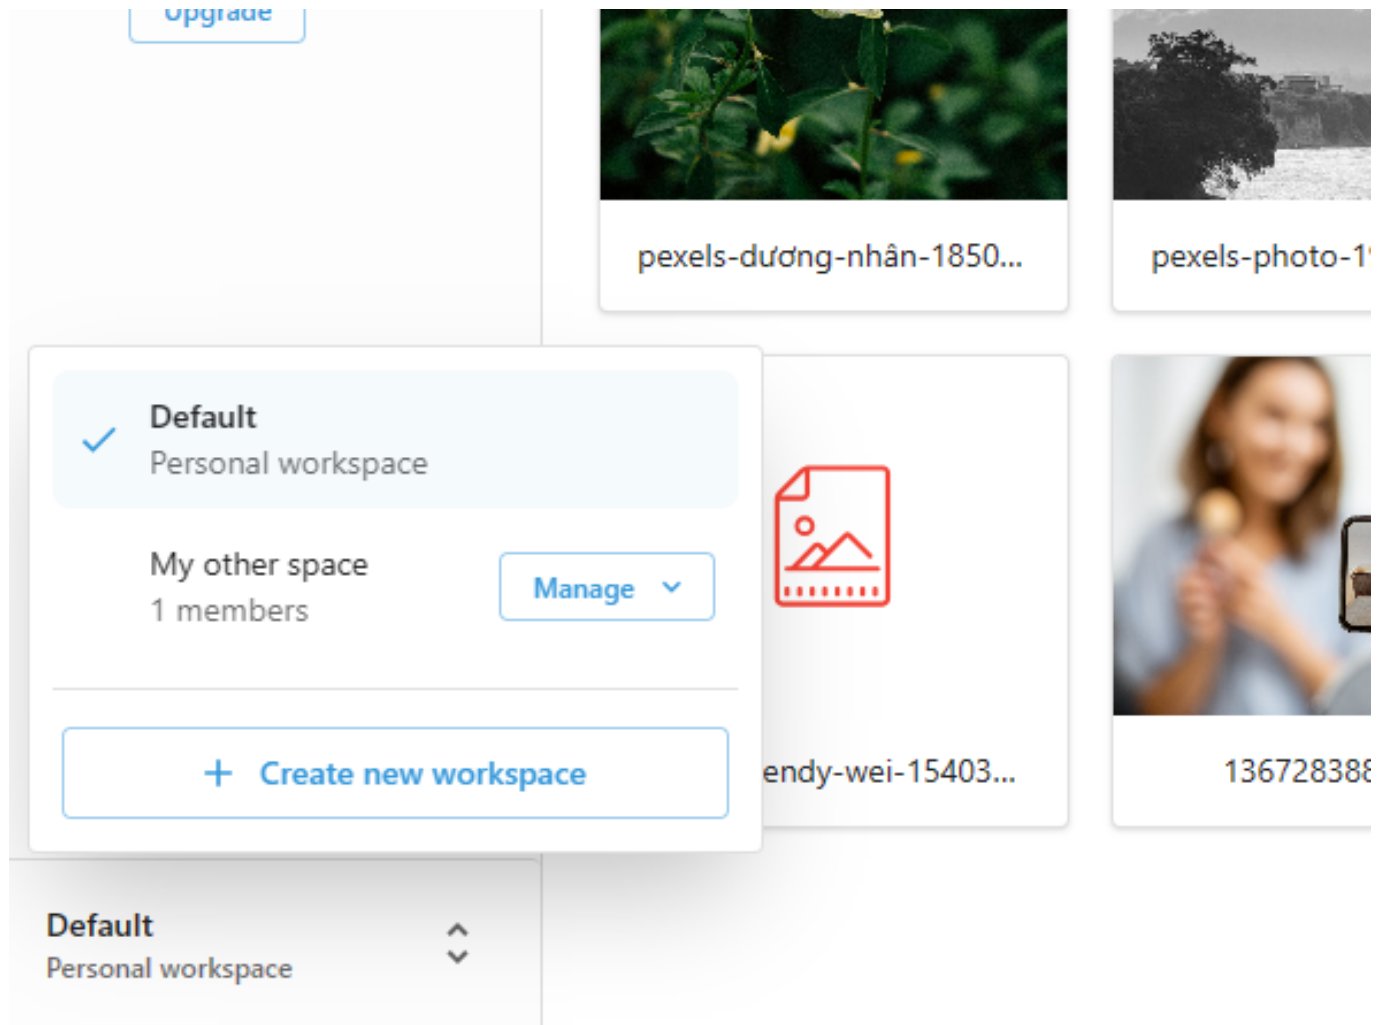 Upgrade
pexels-dương-nhân-1850...
pexels-photo-1
Default
Personal workspace
My other space
1 members
Manage
Create new workspace
endy-wei-15403...
13672838
Default
Personal workspace